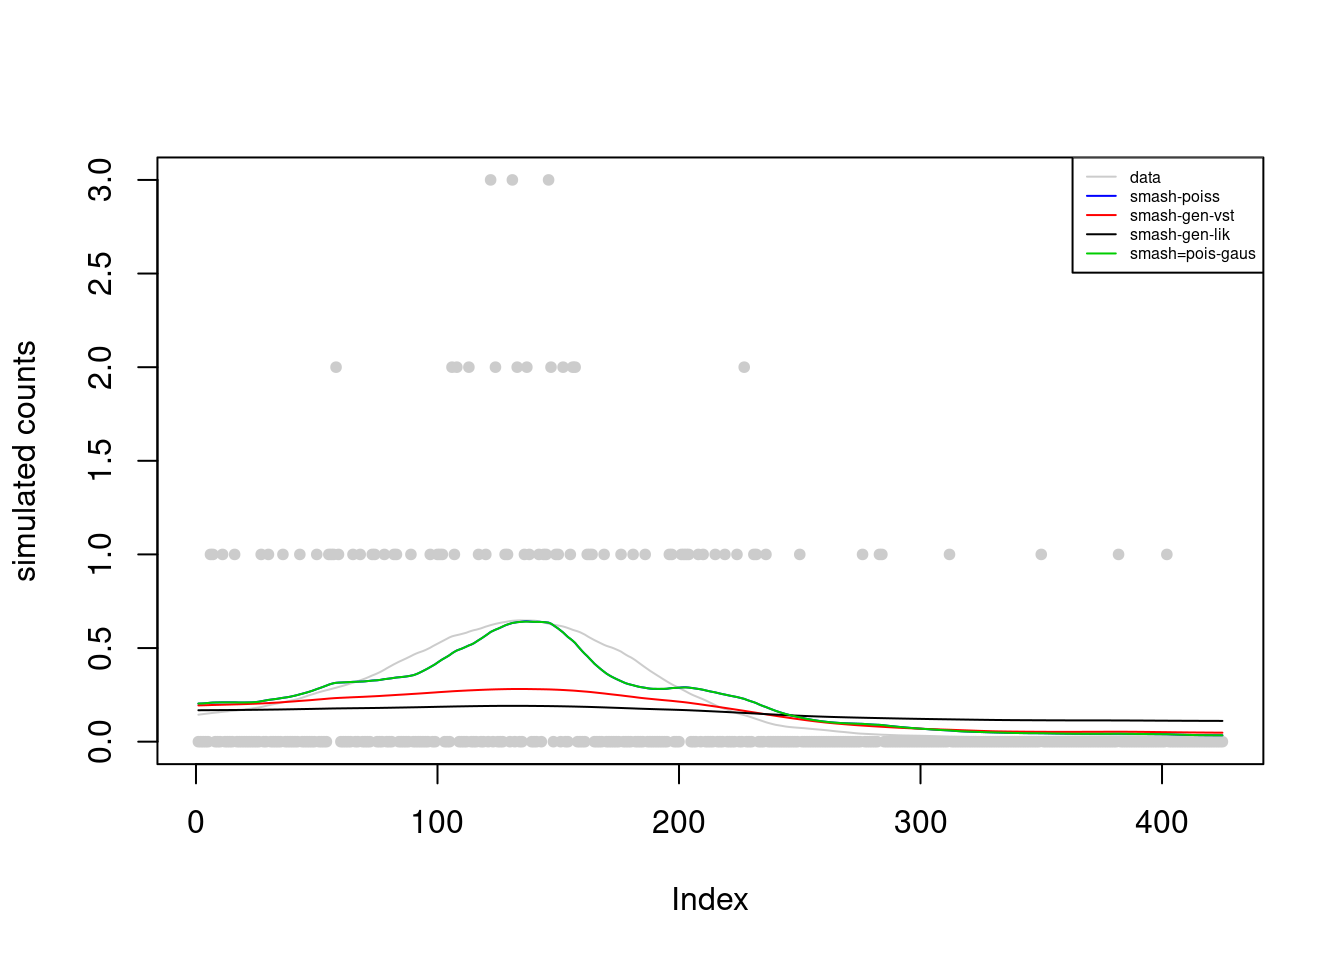 data
smash-poiss
smash-gen-vst
smash-gen-lik
smash=pois-gaus
3.0
2.5
2.0
1.5
1.0
0.5
0.0
simulated counts
0 100 200 300 400
Index